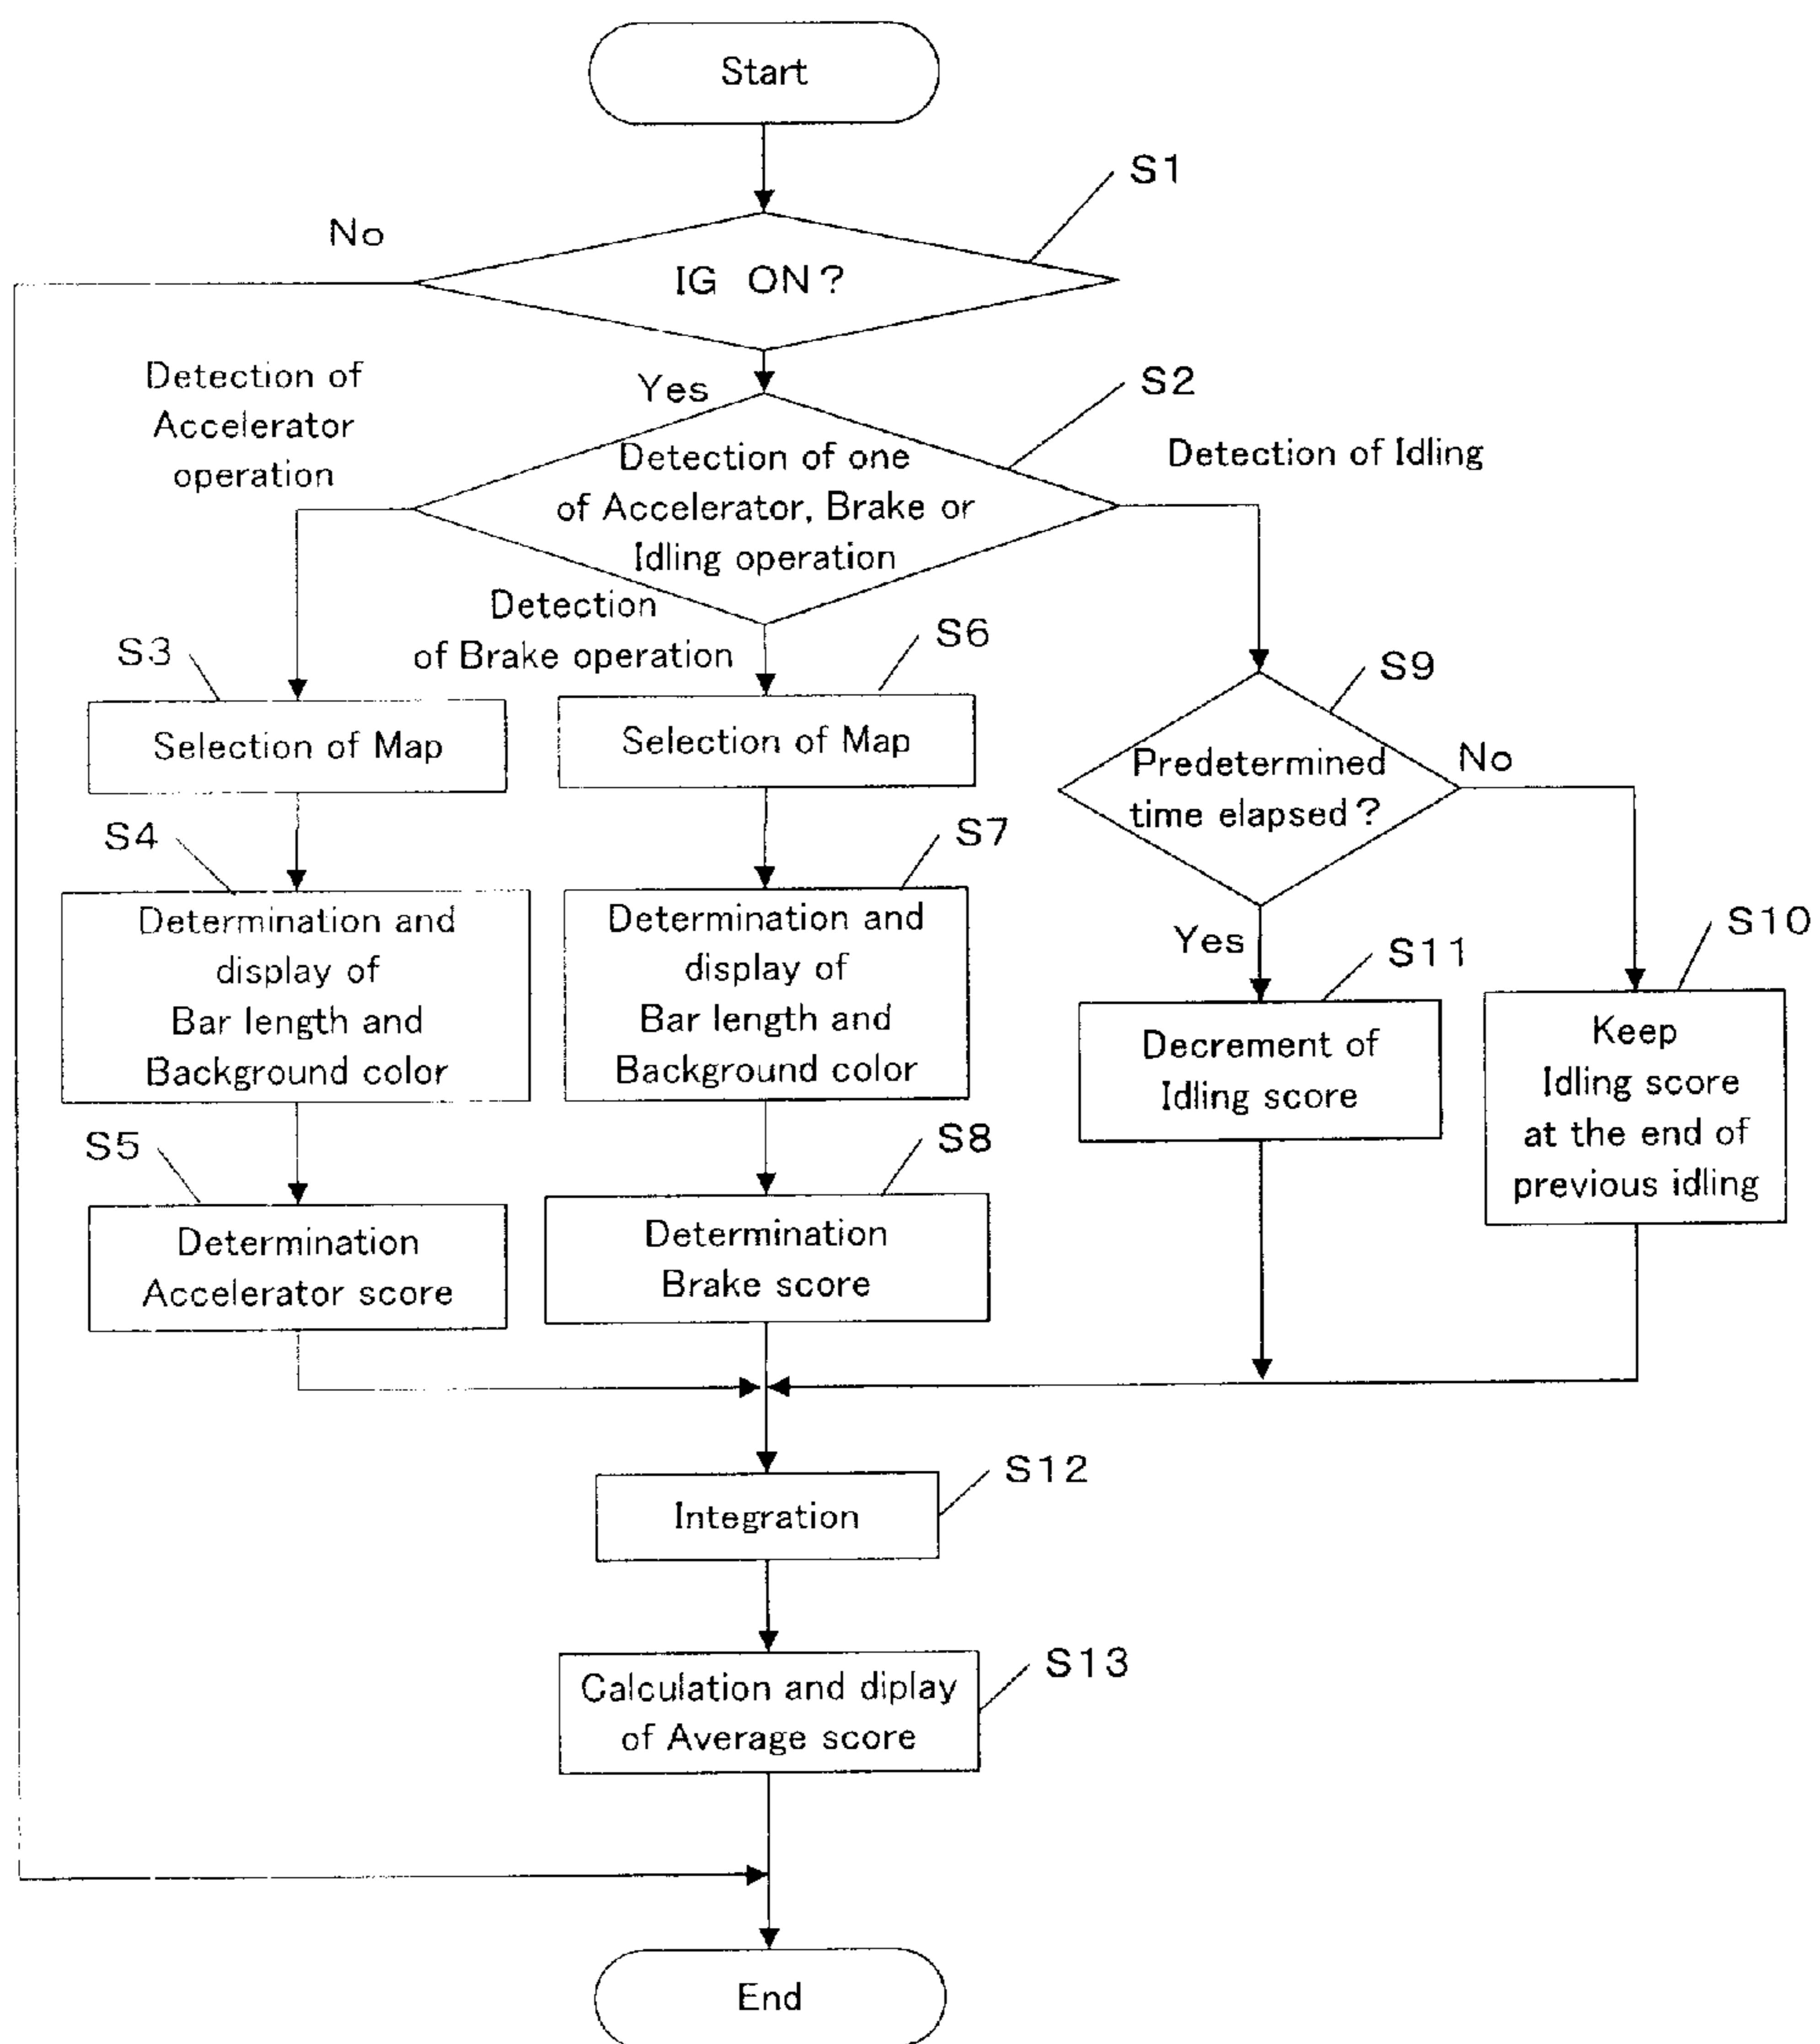 Start
S1
No
IG ON?
Detection of
Accelerator
operation
Yes
S2
Detection of one
of Accelerator, Brake or
Idling operation
Detection of Idling
Detection
of Brake operation
S3
Selection of Map
S6
Selection of Map
S9
Predetermined
time elapsed?
No
Yes
S4
Determination and
display of
Bar length and
Background color
S7
Determination and
display of
Bar length and
Background color
S11
Decrement of
Idling score
S10
Keep
Idling score
at the end of
previous idling
S5
Determination
Accelerator score
S8
Determination
Brake score
S12
Integration
S13
Calculation and diplay
of Average score
End